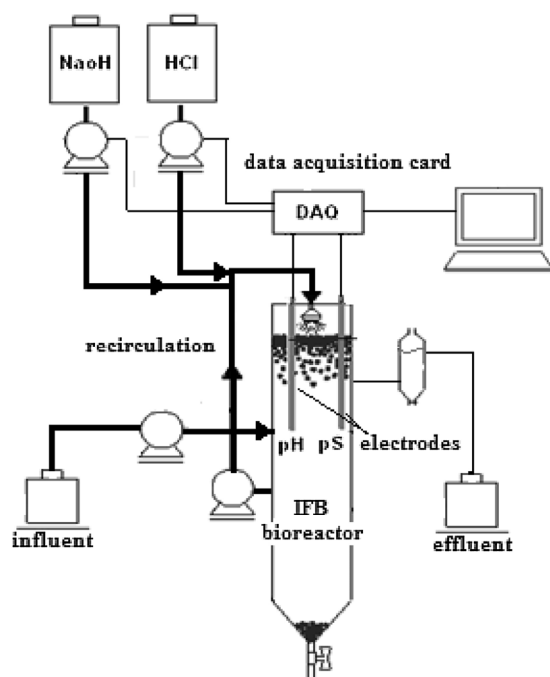 NaoH
HCl
data acquisition card
DAQ
recirculation
pH
pS
electrodes
IFB
bioreactor
influent
effluent